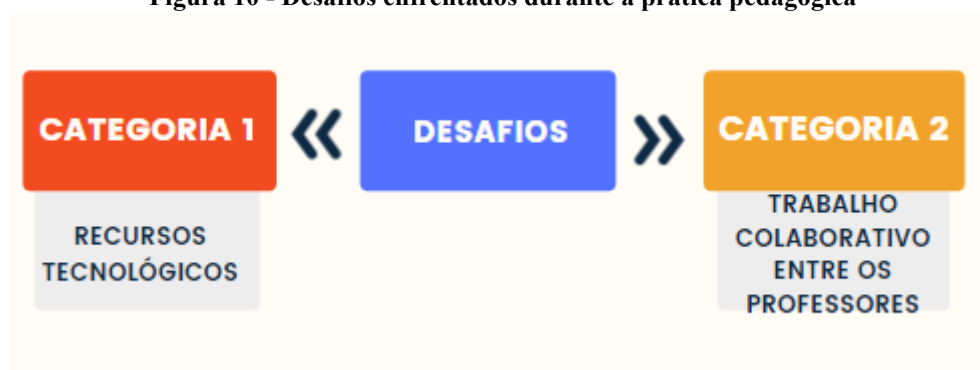 Figura 10 - Desafios enfrentados durante a prática pedagógica
CATEGORIA 1
RECURSOS
TECNOLÓGICOS
DESAFIOS
CATEGORIA 2
TRABALHO
COLABORATIVO
ENTRE OS
PROFESSORES